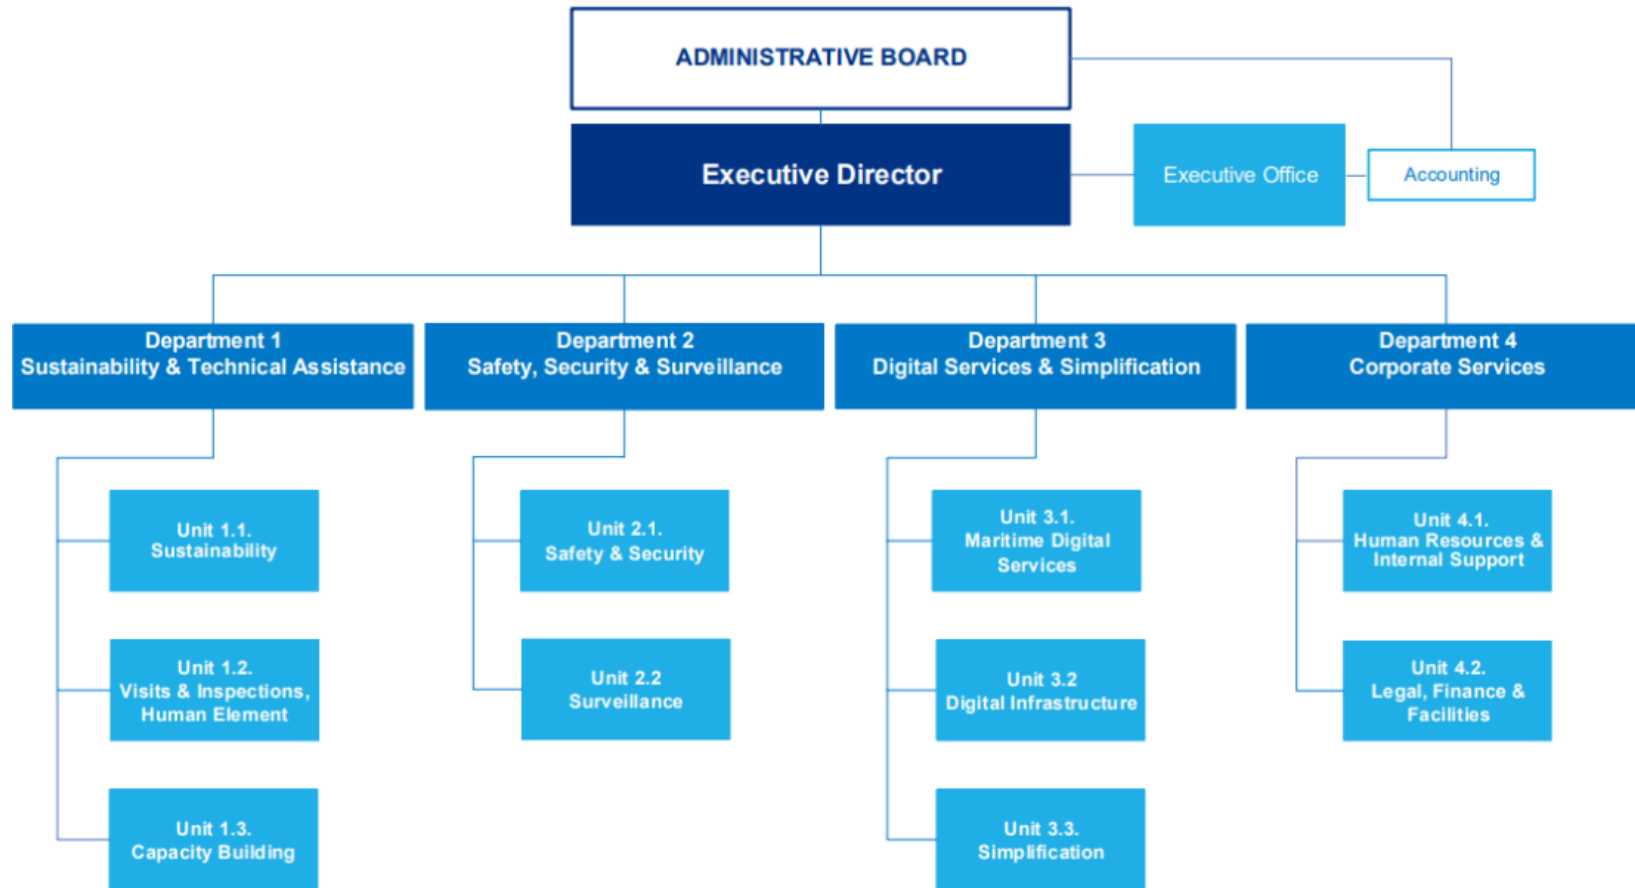 ADMINISTRATIVE BOARD
Executive Director
Executive Office
Accounting
Department 1
Sustainability & Technical Assistance
Department 2
Safety, Security & Surveillance
Department 3
Digital Services & Simplification
Department 4
Corporate Services
Unit 1.1.
Sustainability
Unit 2.1.
Safety & Security
Unit 3.1.
Maritime Digital
Services
Unit 4.1.
Human Resources &
Internal Support
Unit 1.2.
Visits & Inspections,
Human Element
Unit 2.2
Surveillance
Unit 3.2
Digital Infrastructure
Unit 4.2.
Legal, Finance &
Facilities
Unit 1.3.
Capacity Building
Unit 3.3.
Simplification